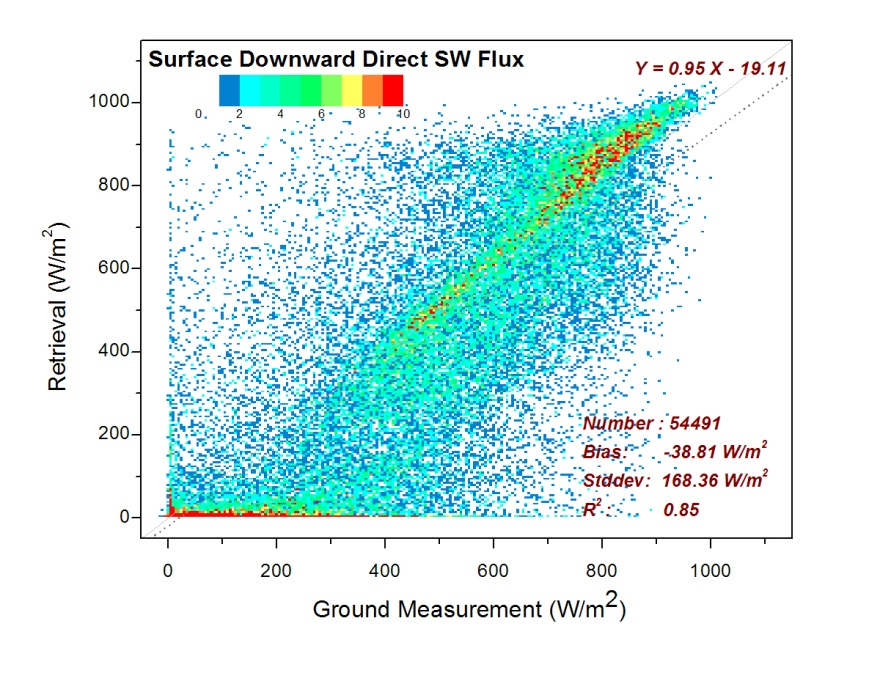 Surface Downward Direct SW Flux
Y = 0.95 X - 19.11
0 2 4 6 8 10
1000
800
600
400
200
0
Retrieval (W/m²)
Number : 54491
Bias: -38.81 W/m²
Stddev: 168.36 W/m²
R² : 0.85
0 200 400 600 800 1000
Ground Measurement (W/m²)